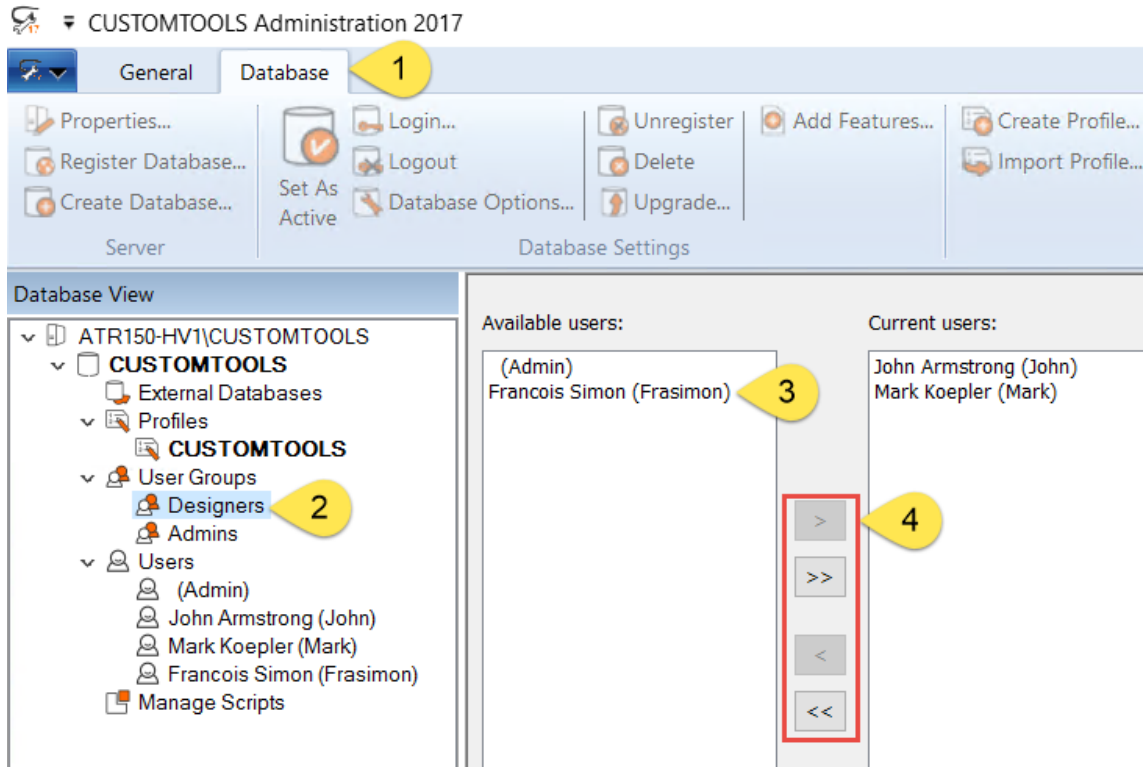 CUSTOMTOOLS Administration 2017
General Database 1
Properties... Login... Unregister Add Features... Create Profile...
Register Database... Logout Delete Import Profile...
Create Database... Set As Active Database Options... Upgrade...
Server Database Settings
Database View
ATR150-HV1\CUSTOMTOOLS
CUSTOMTOOLS
External Databases
Profiles
CUSTOMTOOLS
User Groups
Designers 2
Admins
Users
(Admin)
John Armstrong (John)
Mark Koepler (Mark)
Francois Simon (Frasimon)
Manage Scripts
Available users:
(Admin)
Francois Simon (Frasimon) 3
> 4
>>
<
<<
Current users:
John Armstrong (John)
Mark Koepler (Mark)